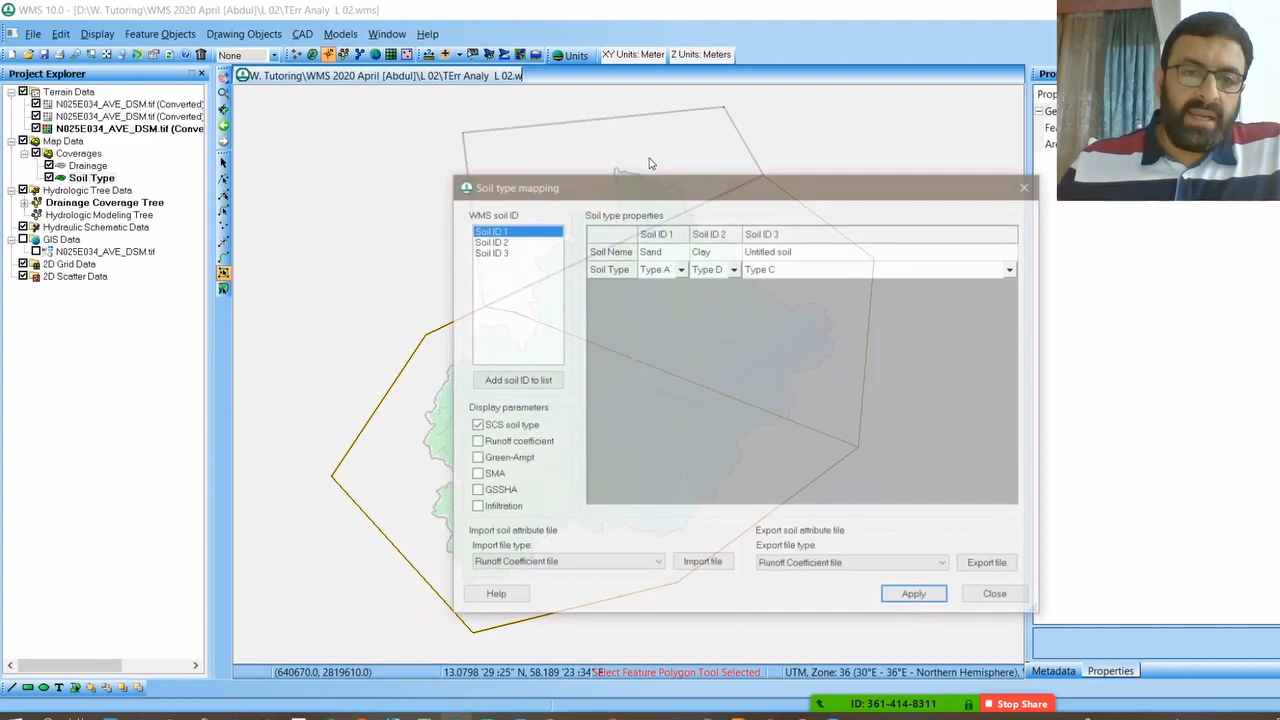 WMS 10.0 - [D:\W. Tutoring\WMS 2020 April [Abdul]\L 02\TErr Analy L 02.wms]
File Edit Display Feature Objects Drawing Objects CAD Models Window Help
None Units XY Units: Meter Z Units: Meters
Project Explorer
W. Tutoring\WMS 2020 April [Abdul]\L 02\TErr Analy L 02.w
Terrain Data
N025E034_AVE_DSM.tif (Converted)
N025E034_AVE_DSM.tif (Converted)
N025E034_AVE_DSM.tif (Conve
Map Data
Coverages
Drainage
Soil Type
Hydrologic Tree Data
Drainage Coverage Tree
Hydrologic Modeling Tree
Hydraulic Schematic Data
GIS Data
N025E034_AVE_DSM.tif
2D Grid Data
2D Scatter Data
Soil type mapping
WMS soil ID
Soil ID 1
Soil ID 2
Soil ID 3
Add soil ID to list
Display parameters
SCS soil type
Runoff coefficient
Green-Ampt
SMA
GSSHA
Infiltration
Soil type properties
Soil ID 1 Soil ID 2 Soil ID 3
Soil Name Sand Clay Untitled soil
Soil Type Type A Type D Type C
Import soil attribute file
Import file type:
Runoff Coefficient file Import file
Export soil attribute file
Export file type:
Runoff Coefficient file Export file
Help Apply Close
Pro
Prop
Ge
Fea
Are
(640670.0, 2819610.0)
Select Feature Polygon Tool Selected
UTM, Zone: 36 (30°E - 36°E - Northern Hemisphere),
Metadata Properties
ID: 361-414-8311 Stop Share